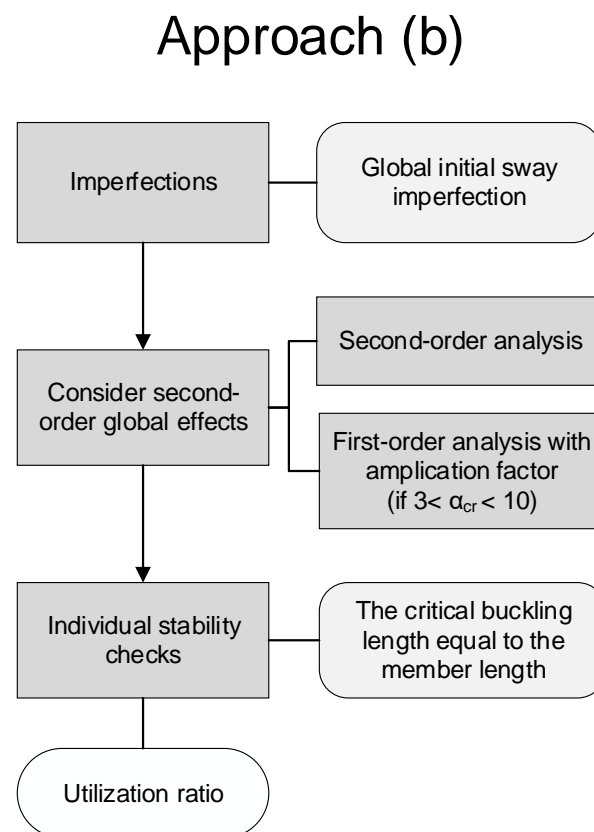 Approach (b)
Imperfections
Global initial sway
imperfection
Consider second-
order global effects
Second-order analysis
First-order analysis with
amplication factor
(if 3< αcr < 10)
Individual stability
checks
The critical buckling
length equal to the
member length
Utilization ratio